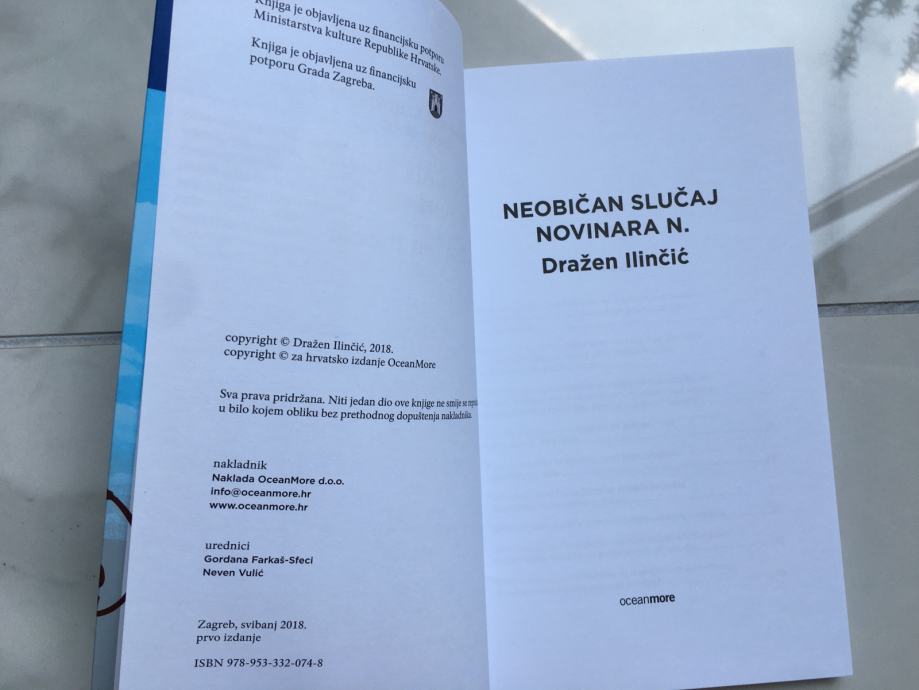 Knjiga je objavljena uz financijsku potporu
Ministarstva kulture Republike Hrvatske.
Knjiga je objavljena uz financijsku
potporu Grada Zagreba.
copyright © Dražen Ilinčić, 2018.
copyright © za hrvatsko izdanje OceanMore
Sva prava pridržana. Niti jedan dio ove knjige ne smije se
u bilo kojem obliku bez prethodnog dopuštenja nakladnika.
nakladnik
Naklada OceanMore d.o.o.
info@oceanmore.hr
www.oceanmore.hr
urednici
Gordana Farkaš-Sfeci
Neven Vulić
Zagreb, svibanj 2018.
prvo izdanje
ISBN 978-953-332-074-8
NEOBIČAN SLUČAJ
NOVINARA N.
Dražen Ilinčić
oceanmore